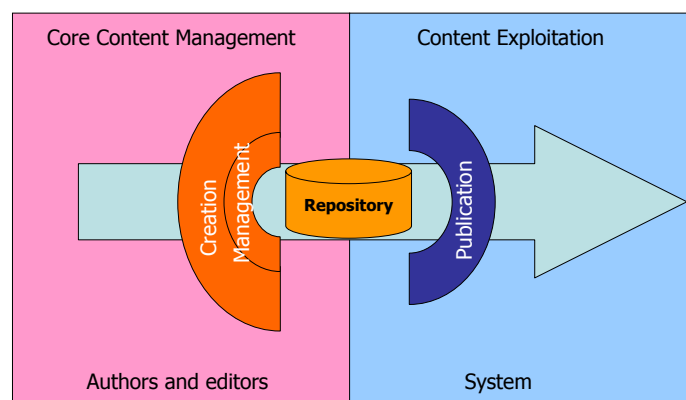 Core Content Management
Content Exploitation
Creation
Management
Repository
Publication
Authors and editors
System